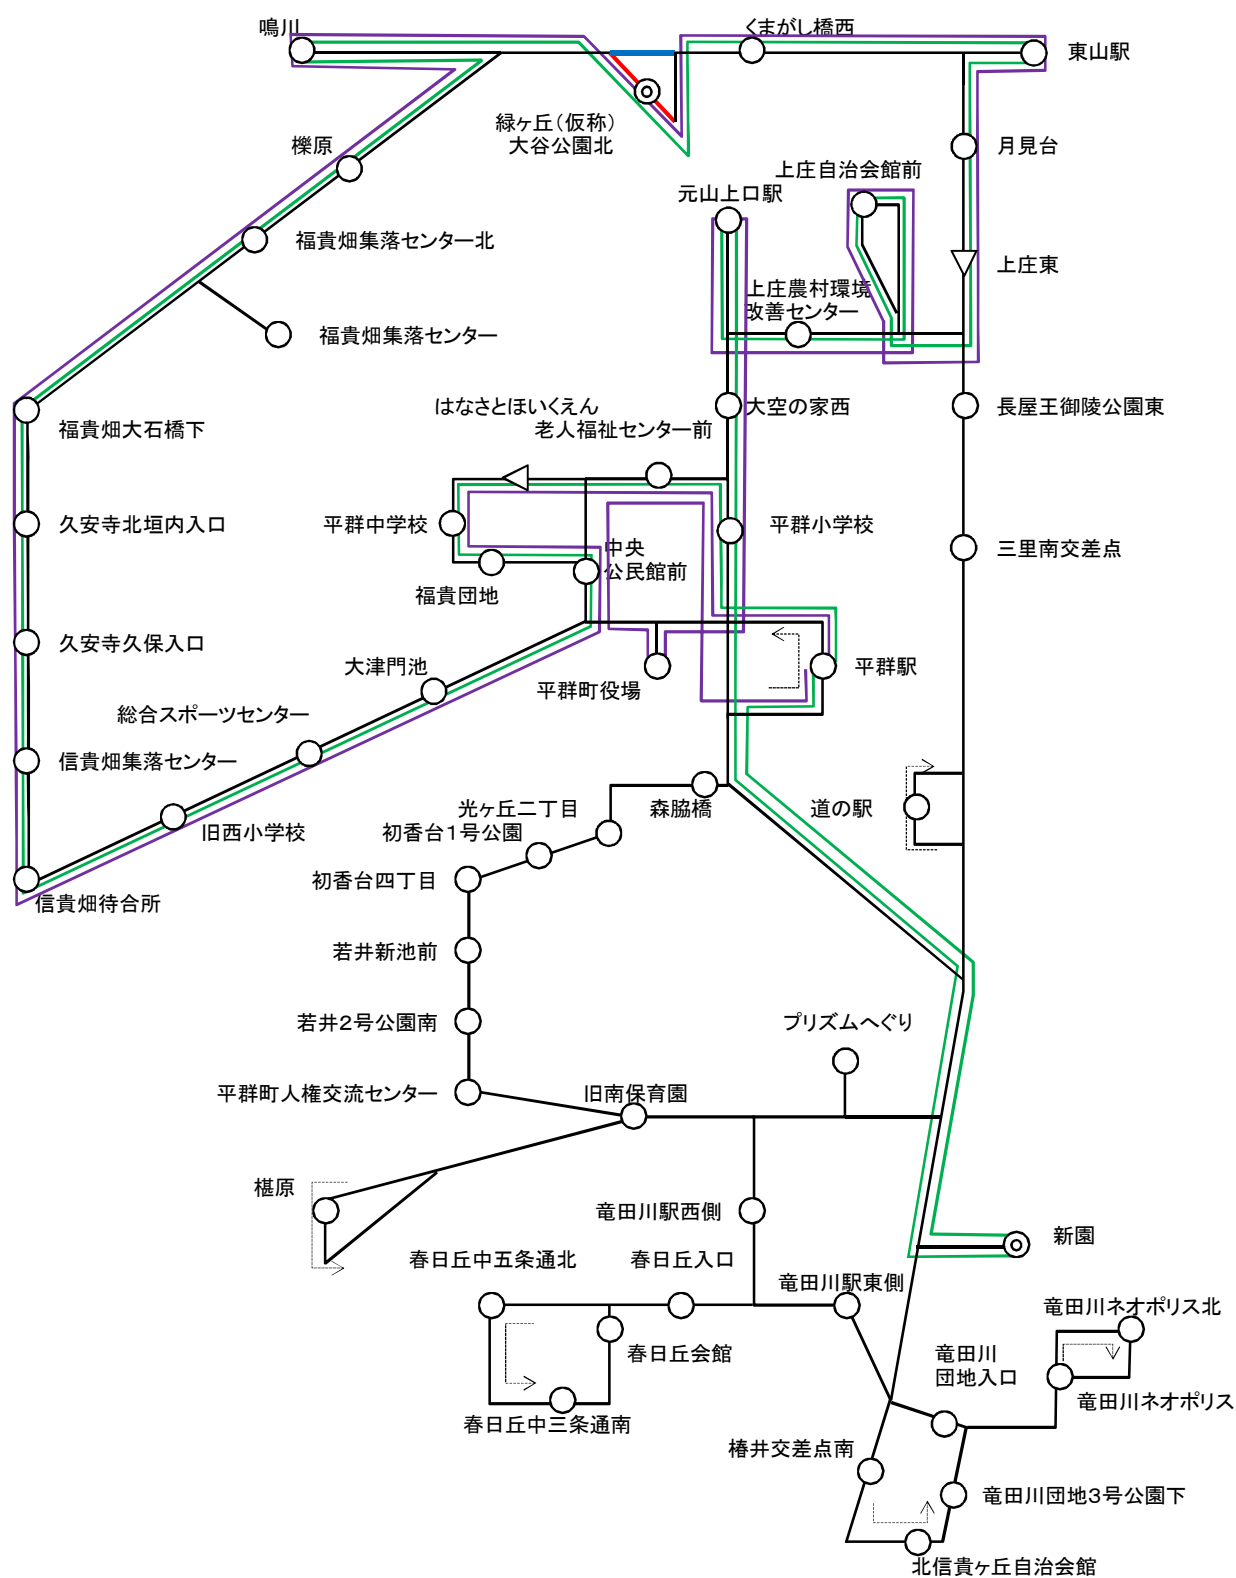 鳴川
くまがし橋西
東山駅
緑ヶ丘（仮称）
大谷公園北
櫟原
月見台
上庄自治会館前
元山上口駅
福貴畑集落センター北
上庄東
上庄農村環境
改善センター
福貴畑集落センター
はなさとほいくえん
老人福祉センター前
大空の家西
長屋王御陵公園東
福貴畑大石橋下
久安寺北垣内入口
平群中学校
平群小学校
中央
公民館前
三里南交差点
福貴団地
久安寺久保入口
大津門池
平群町役場
平群駅
総合スポーツセンター
信貴畑集落センター
旧西小学校
光ヶ丘二丁目
初香台１号公園
森脇橋
道の駅
初香台四丁目
信貴畑待合所
若井新池前
若井２号公園南
プリズムへぐり
平群町人権交流センター
旧南保育園
椹原
竜田川駅西側
新園
春日丘中五条通北
春日丘入口
竜田川駅東側
竜田川ネオポリス北
春日丘会館
竜田川
団地入口
竜田川ネオポリス
春日丘中三条通南
椿井交差点南
竜田川団地３号公園下
北信貴ヶ丘自治会館